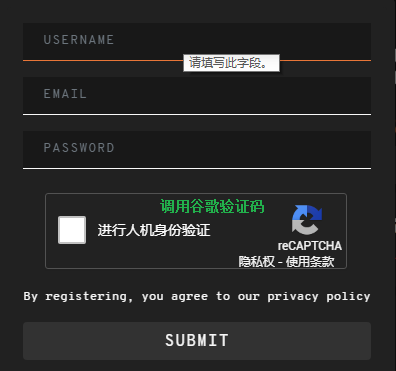 USERNAME
请填写此字段。
EMAIL
PASSWORD
调用谷歌验证码
进行人机身份验证
reCAPTCHA
隐私权 - 使用条款
By registering, you agree to our privacy policy
SUBMIT